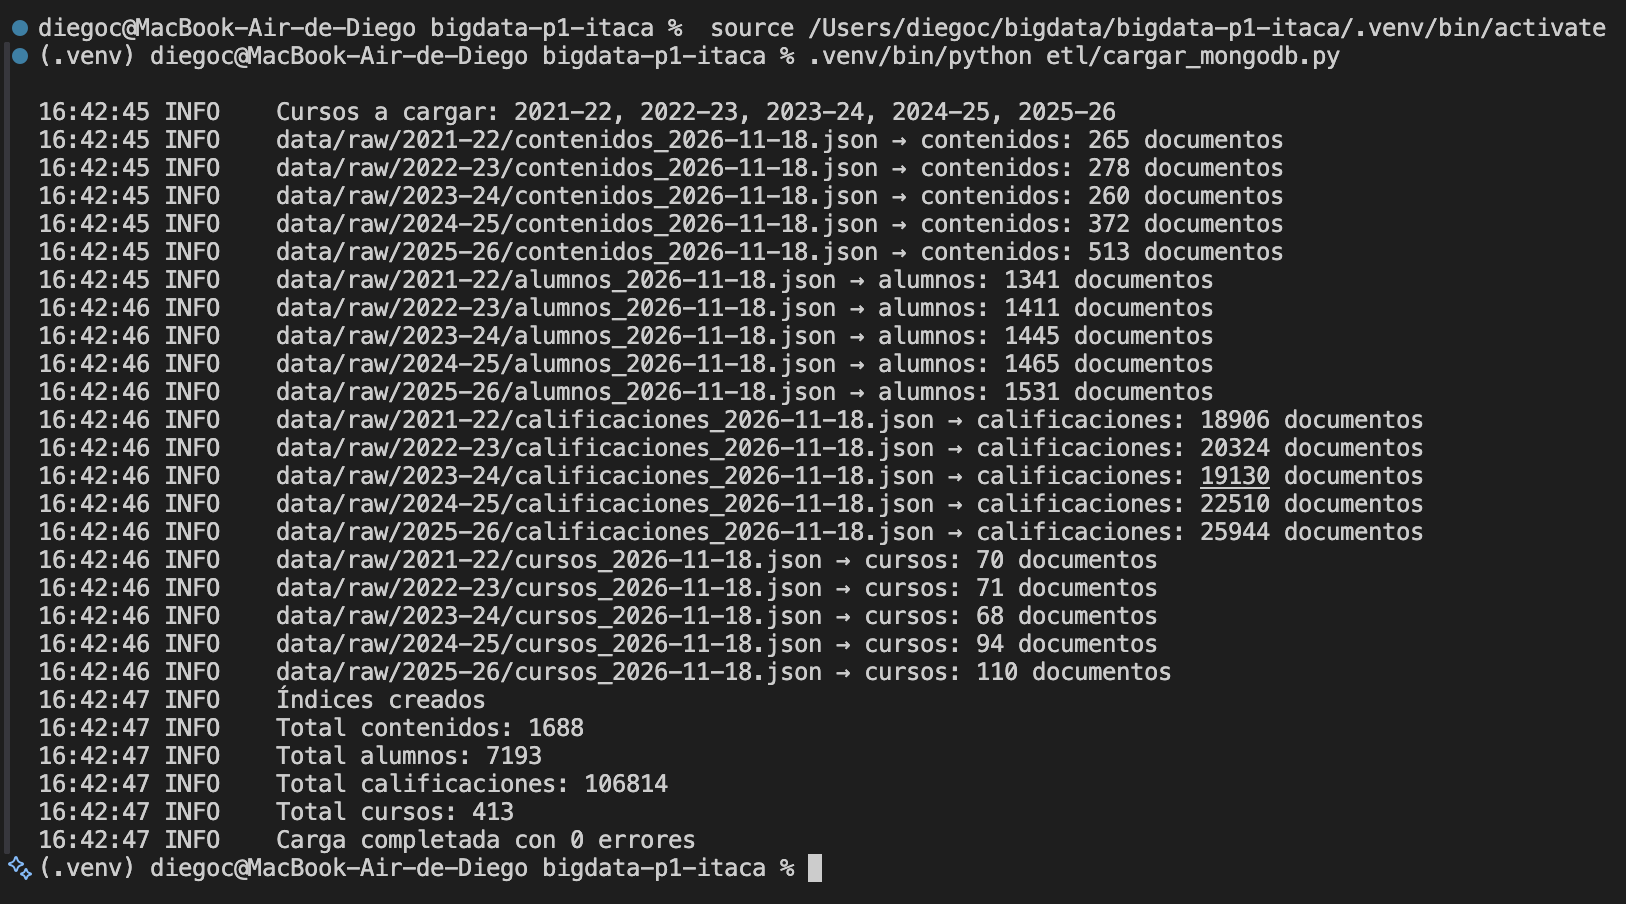 diegoc@MacBook-Air-de-Diego bigdata-p1-itaca %  source /Users/diegoc/bigdata/bigdata-p1-itaca/.venv/bin/activate
(.venv) diegoc@MacBook-Air-de-Diego bigdata-p1-itaca % .venv/bin/python etl/cargar_mongodb.py
16:42:45 INFO    Cursos a cargar: 2021-22, 2022-23, 2023-24, 2024-25, 2025-26
16:42:45 INFO    data/raw/2021-22/contenidos_2026-11-18.json → contenidos: 265 documentos
16:42:45 INFO    data/raw/2022-23/contenidos_2026-11-18.json → contenidos: 278 documentos
16:42:45 INFO    data/raw/2023-24/contenidos_2026-11-18.json → contenidos: 260 documentos
16:42:45 INFO    data/raw/2024-25/contenidos_2026-11-18.json → contenidos: 372 documentos
16:42:45 INFO    data/raw/2025-26/contenidos_2026-11-18.json → contenidos: 513 documentos
16:42:45 INFO    data/raw/2021-22/alumnos_2026-11-18.json → alumnos: 1341 documentos
16:42:46 INFO    data/raw/2022-23/alumnos_2026-11-18.json → alumnos: 1411 documentos
16:42:46 INFO    data/raw/2023-24/alumnos_2026-11-18.json → alumnos: 1445 documentos
16:42:46 INFO    data/raw/2024-25/alumnos_2026-11-18.json → alumnos: 1465 documentos
16:42:46 INFO    data/raw/2025-26/alumnos_2026-11-18.json → alumnos: 1531 documentos
16:42:46 INFO    data/raw/2021-22/calificaciones_2026-11-18.json → calificaciones: 18906 documentos
16:42:46 INFO    data/raw/2022-23/calificaciones_2026-11-18.json → calificaciones: 20324 documentos
16:42:46 INFO    data/raw/2023-24/calificaciones_2026-11-18.json → calificaciones: 19130 documentos
16:42:46 INFO    data/raw/2024-25/calificaciones_2026-11-18.json → calificaciones: 22510 documentos
16:42:46 INFO    data/raw/2025-26/calificaciones_2026-11-18.json → calificaciones: 25944 documentos
16:42:46 INFO    data/raw/2021-22/cursos_2026-11-18.json → cursos: 70 documentos
16:42:46 INFO    data/raw/2022-23/cursos_2026-11-18.json → cursos: 71 documentos
16:42:46 INFO    data/raw/2023-24/cursos_2026-11-18.json → cursos: 68 documentos
16:42:46 INFO    data/raw/2024-25/cursos_2026-11-18.json → cursos: 94 documentos
16:42:46 INFO    data/raw/2025-26/cursos_2026-11-18.json → cursos: 110 documentos
16:42:47 INFO    Índices creados
16:42:47 INFO    Total contenidos: 1688
16:42:47 INFO    Total alumnos: 7193
16:42:47 INFO    Total calificaciones: 106814
16:42:47 INFO    Total cursos: 413
16:42:47 INFO    Carga completada con 0 errores
(.venv) diegoc@MacBook-Air-de-Diego bigdata-p1-itaca %